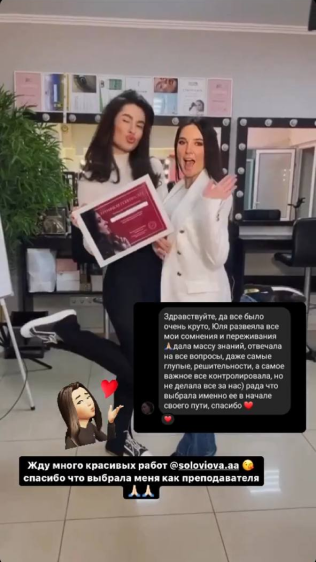 Здравствуйте, да все было
очень круто, Юля развеяла все
мои сомнения и переживания
🙏🏻дала массу знаний, отвечала
на все вопросы, даже самые
глупые, решительности, а самое
важное все контролировала, но
не делала все за нас) рада что
выбрала именно ее в начале
своего пути, спасибо ❤️
Жду много красивых работ @soloviova.aa 😘
спасибо что выбрала меня как преподавателя
🙏🏻🙏🏻